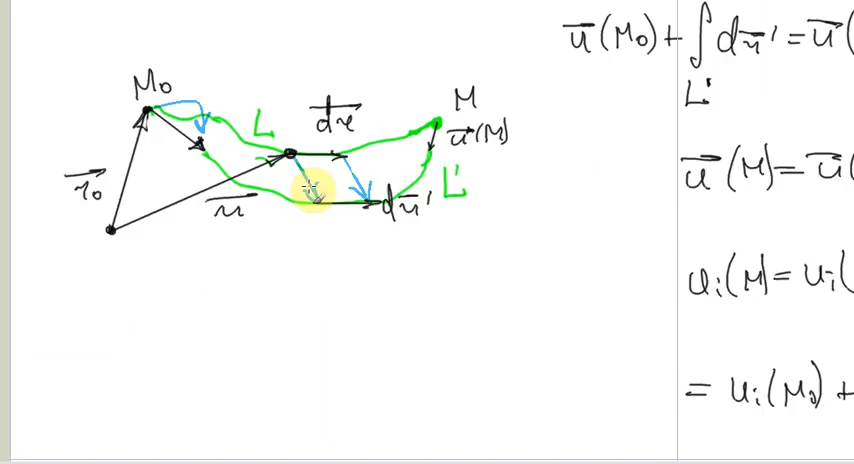 M₀
L
dr
M
u(M)
r₀
r
du'
L'
u(M₀) + ∫ du' = u(
L'
u(M) = u(
uᵢ(M) = uᵢ(
= uᵢ(M₀) +